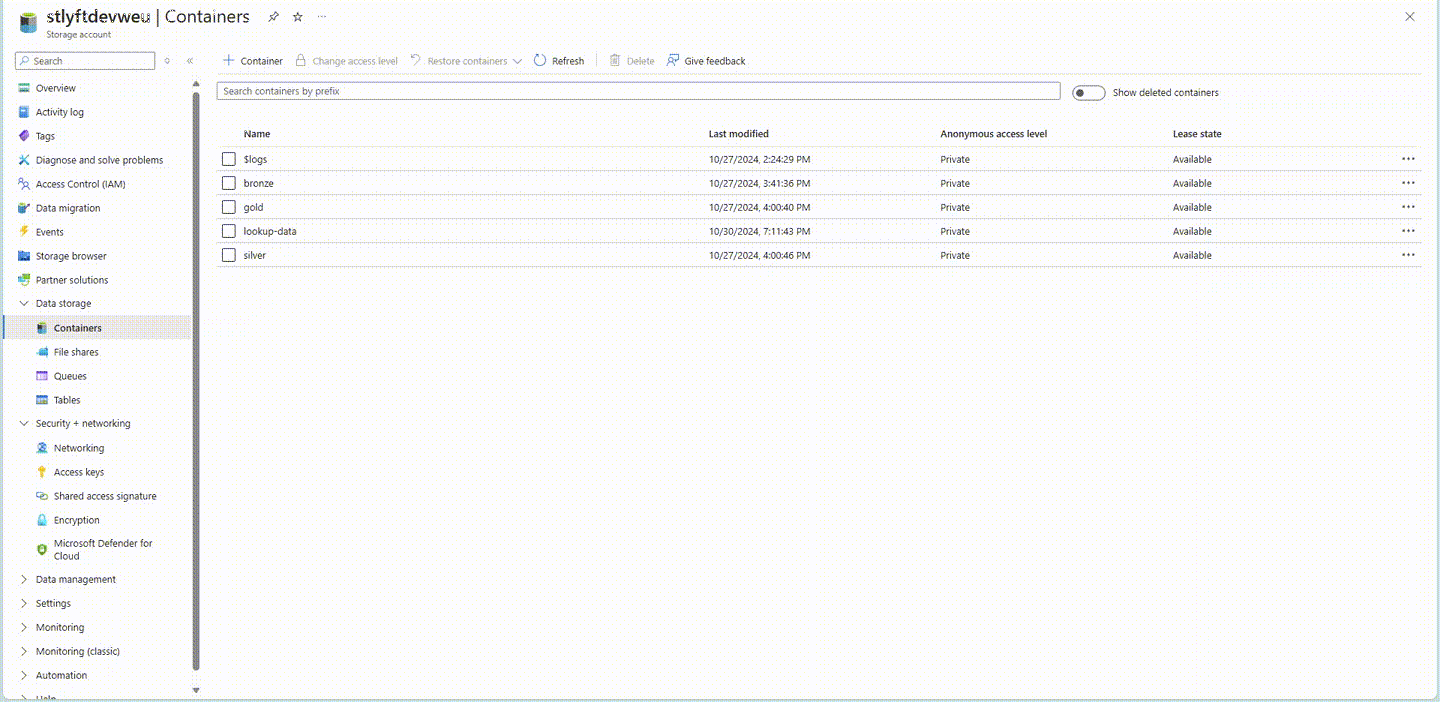 stlyftdevweu | Containers
Storage account
Search
Container Change access level Restore containers Refresh Delete Give feedback
Search containers by prefix
Show deleted containers
Overview
Activity log
Tags
Diagnose and solve problems
Access Control (IAM)
Data migration
Events
Storage browser
Partner solutions
Data storage
Containers
File shares
Queues
Tables
Security + networking
Networking
Access keys
Shared access signature
Encryption
Microsoft Defender for
Cloud
Data management
Settings
Monitoring
Monitoring (classic)
Automation
Help
Name Last modified Anonymous access level Lease state
$logs 10/27/2024, 2:24:29 PM Private Available
bronze 10/27/2024, 3:41:36 PM Private Available
gold 10/27/2024, 4:00:40 PM Private Available
lookup-data 10/30/2024, 7:11:43 PM Private Available
silver 10/27/2024, 4:00:46 PM Private Available